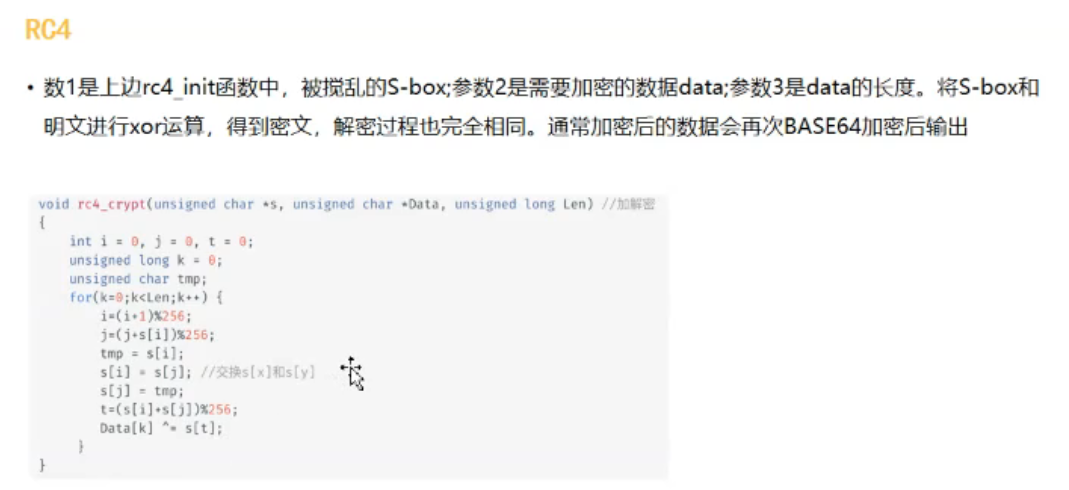 RC4
• 数1是上边rc4_init函数中，被搅乱的S-box;参数2是需要加密的数据data;参数3是data的长度。将S-box和
明文进行xor运算，得到密文，解密过程也完全相同。通常加密后的数据会再次BASE64加密后输出
void rc4_crypt(unsigned char *s, unsigned char *Data, unsigned long Len) //加解密
{
    int i = 0, j = 0, t = 0;
    unsigned long k = 0;
    unsigned char tmp;
    for(k=0;k<Len;k++) {
        i=(i+1)%256;
        j=(j+s[i])%256;
        tmp = s[i];
        s[i] = s[j]; //交换s[x]和s[y]
        s[j] = tmp;
        t=(s[i]+s[j])%256;
        Data[k] ^= s[t];
    }
}